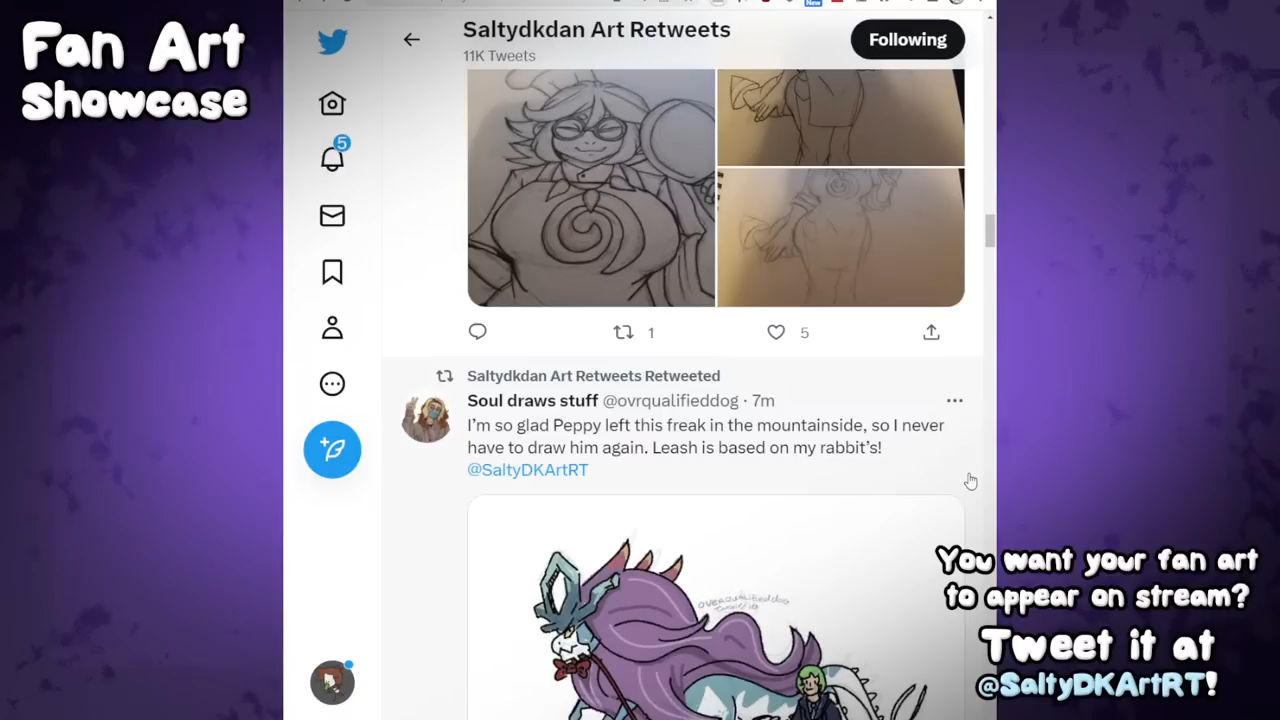 Fan Art
Showcase
New
Saltydkdan Art Retweets
11K Tweets
Following
5
1
5
Saltydkdan Art Retweets Retweeted
Soul draws stuff @ovrqualifieddog · 7m
I'm so glad Peppy left this freak in the mountainside, so I never
have to draw him again. Leash is based on my rabbit's!
@SaltyDKArtRT
You want your fan art
to appear on stream?
Tweet it at
@SaltyDKArtRT!